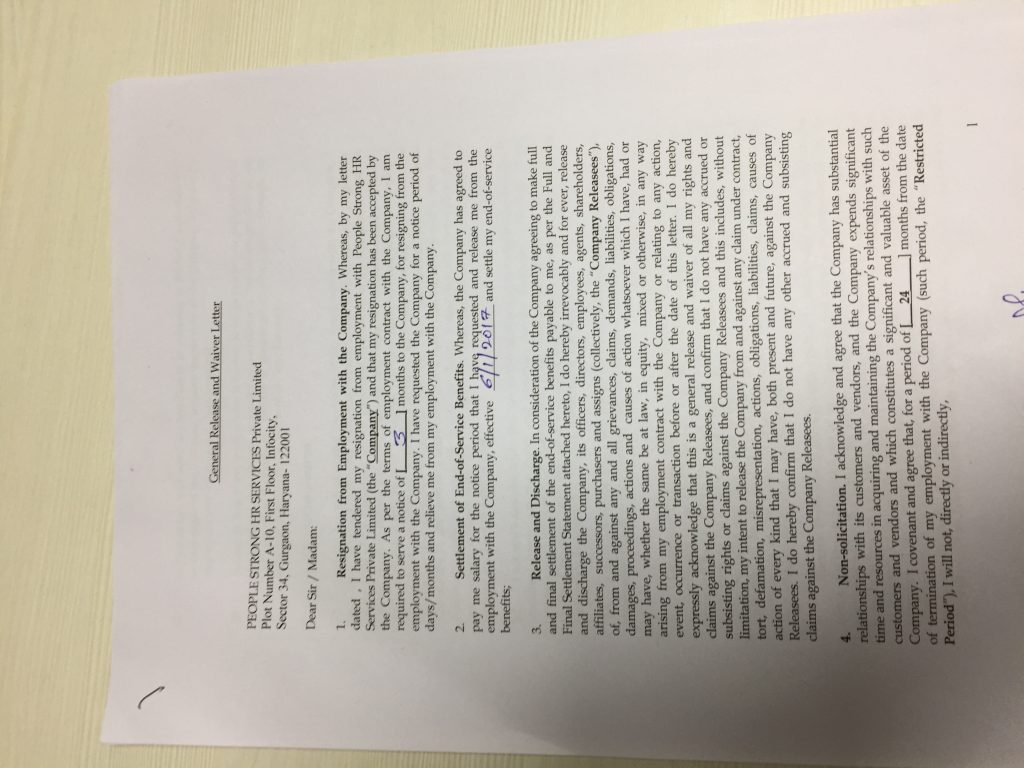 General Release and Waiver Letter
PEOPLE STRONG HR SERVICES Private Limited
Plot Number A-10, First Floor, Infocity,
Sector 34, Gurgaon, Haryana- 1220001
Dear Sir / Madam:
1. Resignation from Employment with the Company. Whereas, by my letter
dated , I have tendered my resignation from employment with People Strong HR
Services Private Limited (the "Company") and that my resignation has been accepted by
the Company. As per the terms of employment contract with the Company, I am
required to serve a notice of [ 3 ] months to the Company, for resigning from the
employment with the Company. I have requested the Company for a notice period of
days/months and relieve me from my employment with the Company.
2. Settlement of End-of-Service Benefits. Whereas, the Company has agreed to
pay me salary for the notice period that I have requested and release me from the
employment with the Company, effective 6/1/2017 and settle my end-of-service
benefits;
3. Release and Discharge. In consideration of the Company agreeing to make full
and final settlement of the end-of-service benefits payable to me, as per the Full and
Final Settlement Statement attached hereto, I do hereby irrevocably and for ever, release
and discharge the Company, its officers, directors, employees, agents, shareholders,
affiliates, successors, purchasers and assigns (collectively, the "Company Releasees"),
of, from and against any and all grievances, claims, demands, liabilities, obligations,
damages, proceedings, actions and causes of action whatsoever which I have, had or
may have, whether the same be at law, in equity, mixed or otherwise, in any way
arising from my employment contract with the Company or relating to any action,
event, occurrence or transaction before or after the date of this letter. I do hereby
expressly acknowledge that this is a general release and waiver of all my rights and
claims against the Company Releasees, and confirm that I do not have any accrued or
subsisting rights or claims against the Company Releasees and this includes, without
limitation, my intent to release the Company from and against any claim under contract,
tort, defamation, misrepresentation, actions, obligations, liabilities, claims, causes of
action of every kind that I may have, both present and future, against the Company
Releasees. I do hereby confirm that I do not have any other accrued and subsisting
claims against the Company Releasees.
4. Non-solicitation. I acknowledge and agree that the Company has substantial
relationships with its customers and vendors, and the Company expends significant
time and resources in acquiring and maintaining the Company's relationships with such
customers and vendors and which constitutes a significant and valuable asset of the
Company. I covenant and agree that, for a period of [ 24 ] months from the date
of termination of my employment with the Company (such period, the "Restricted
Period"), I will not, directly or indirectly,
1